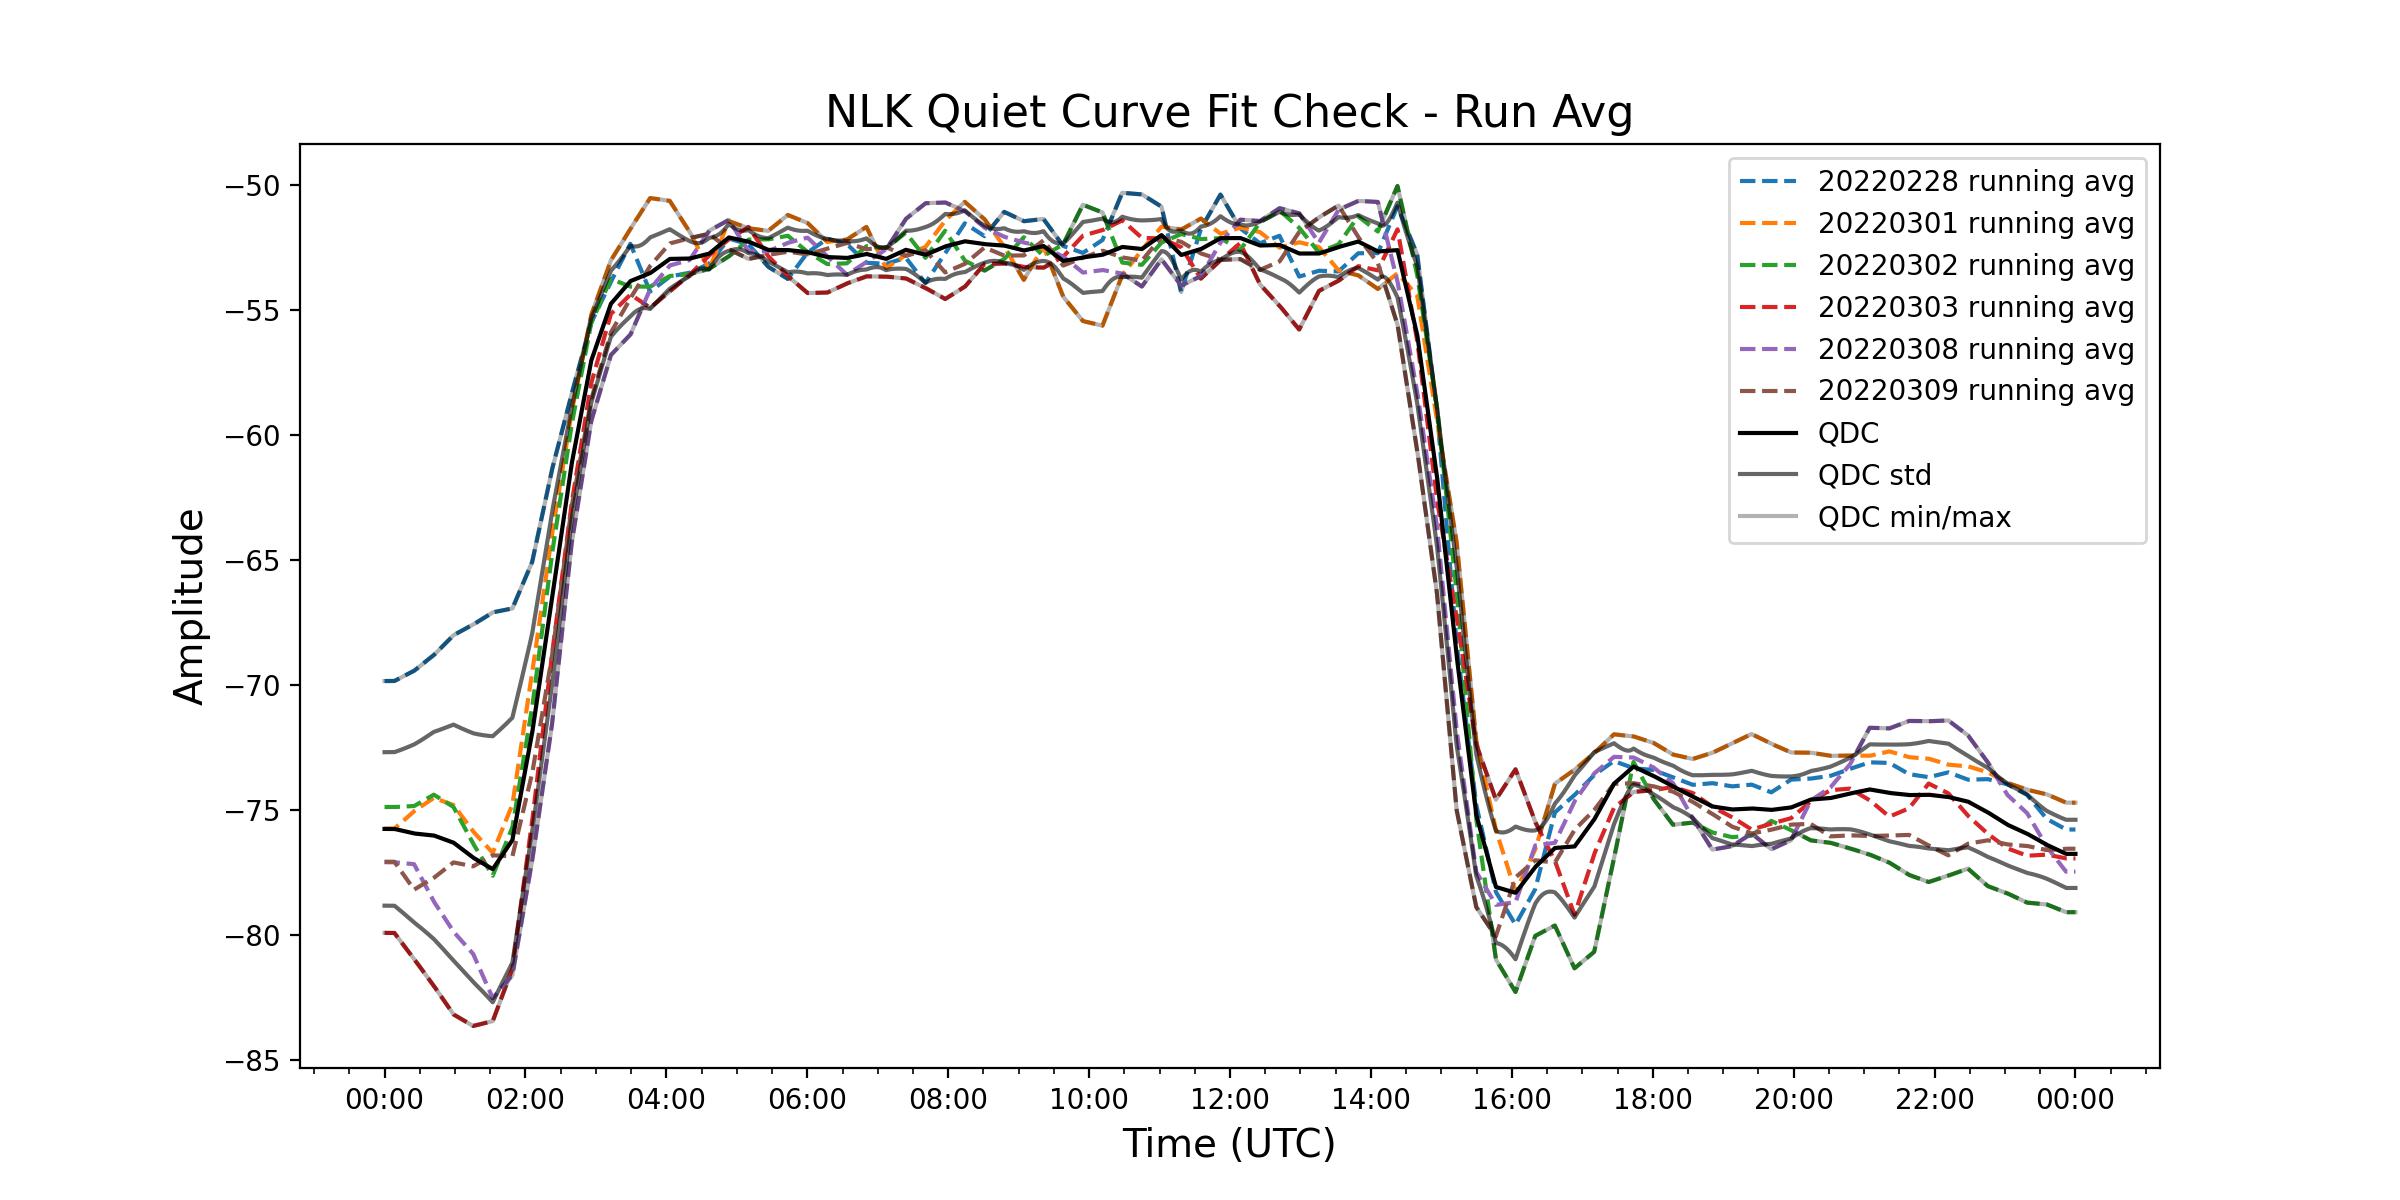 NLK Quiet Curve Fit Check - Run Avg
20220228 running avg
20220301 running avg
20220302 running avg
20220303 running avg
20220308 running avg
20220309 running avg
QDC
QDC std
QDC min/max
Amplitude
−50
−55
−60
−65
−70
−75
−80
−85
00:00 02:00 04:00 06:00 08:00 10:00 12:00 14:00 16:00 18:00 20:00 22:00 00:00
Time (UTC)